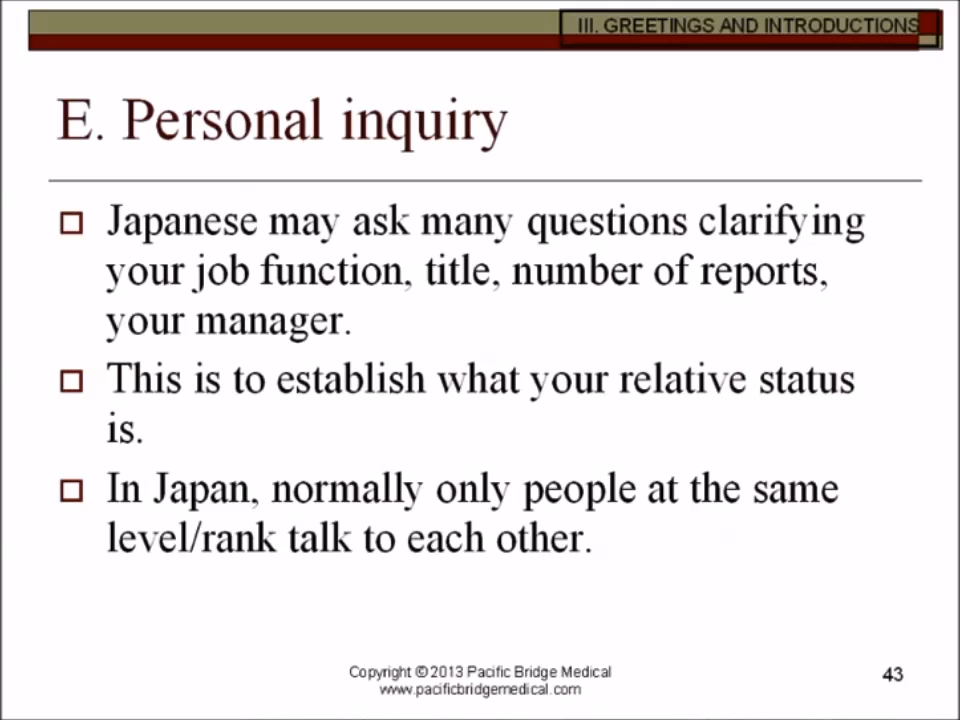 III. GREETINGS AND INTRODUCTIONS
E. Personal inquiry
Japanese may ask many questions clarifying
your job function, title, number of reports,
your manager.
This is to establish what your relative status
is.
In Japan, normally only people at the same
level/rank talk to each other.
Copyright © 2013 Pacific Bridge Medical
www.pacificbridgemedical.com
43